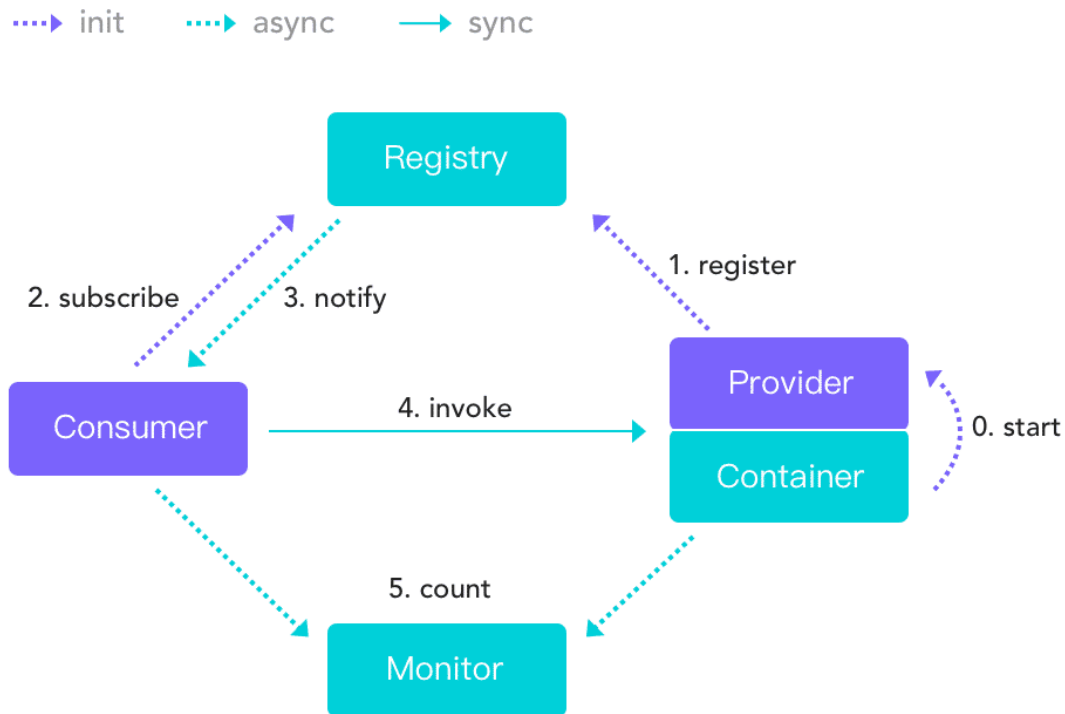 init async sync
Registry
1. register
2. subscribe
3. notify
Provider
4. invoke
Consumer
0. start
Container
5. count
Monitor